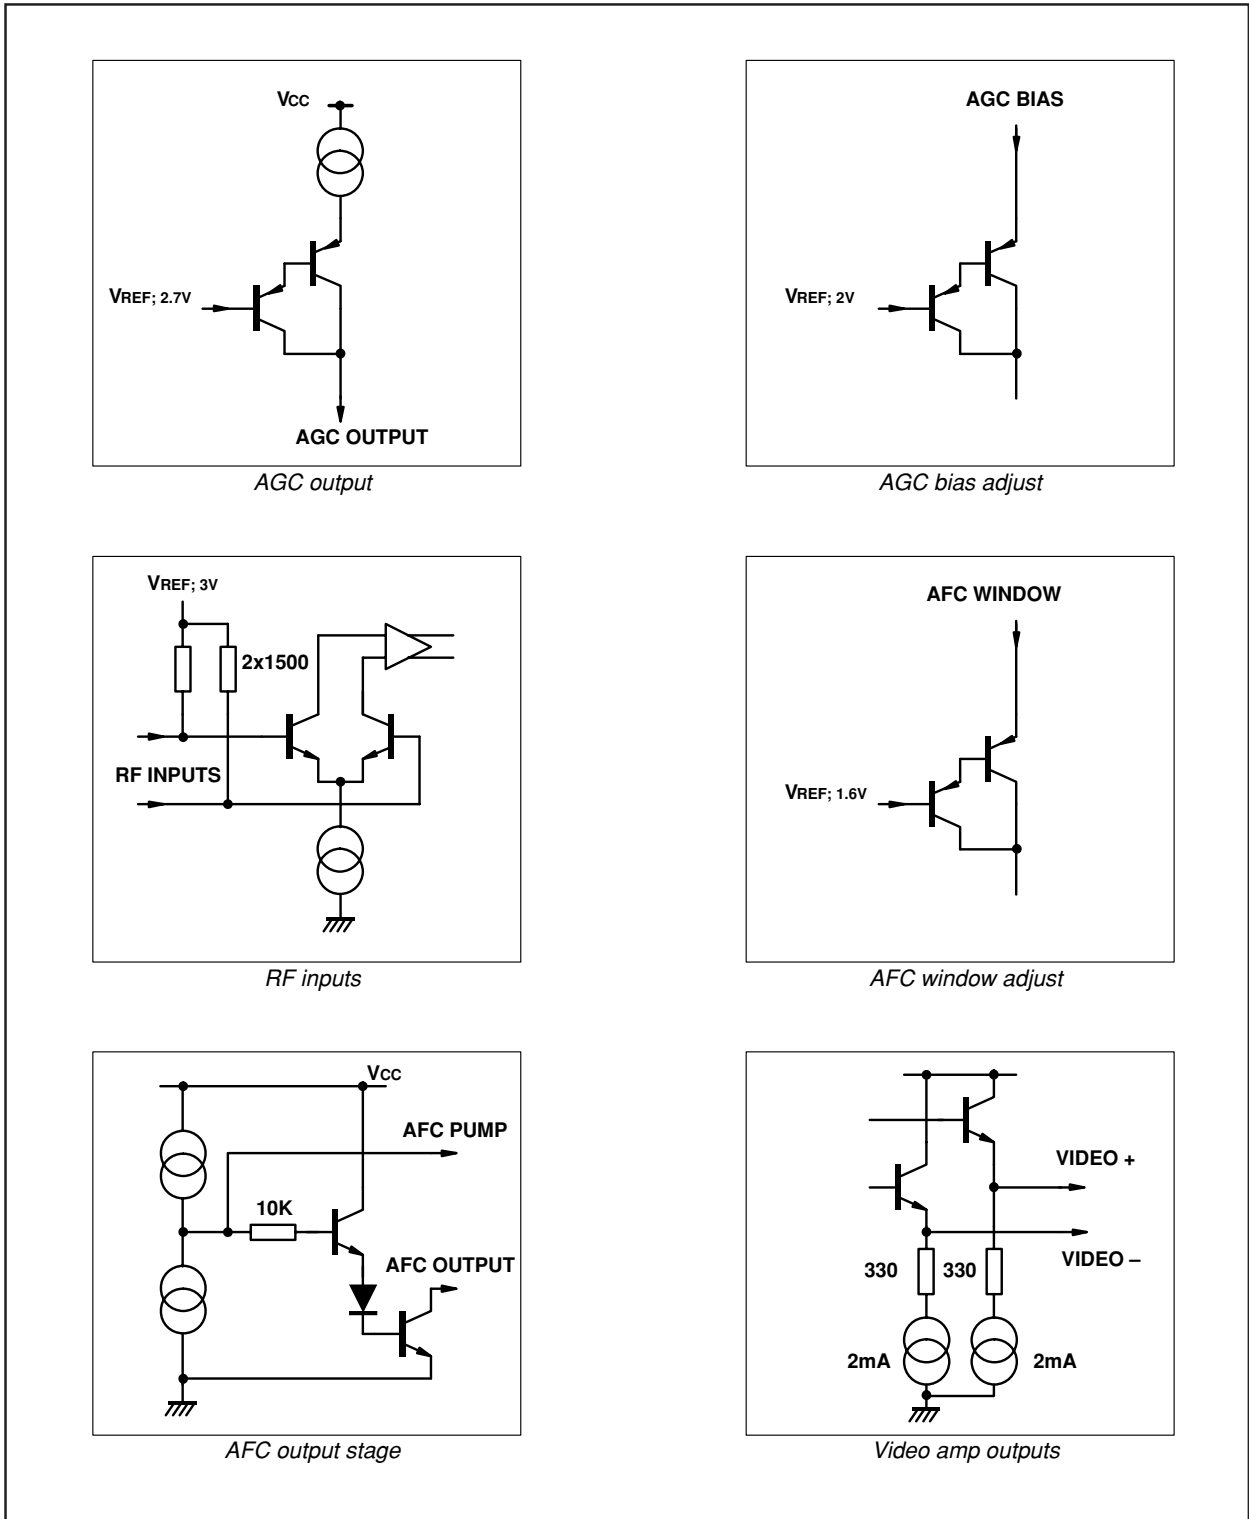 VCC
VREF; 2.7V
AGC OUTPUT
AGC output
AGC BIAS
VREF; 2V
AGC bias adjust
VREF; 3V
2x1500
RF INPUTS
RF inputs
AFC WINDOW
VREF; 1.6V
AFC window adjust
VCC
AFC PUMP
10K
AFC OUTPUT
AFC output stage
VIDEO +
VIDEO –
330 330
2mA 2mA
Video amp outputs